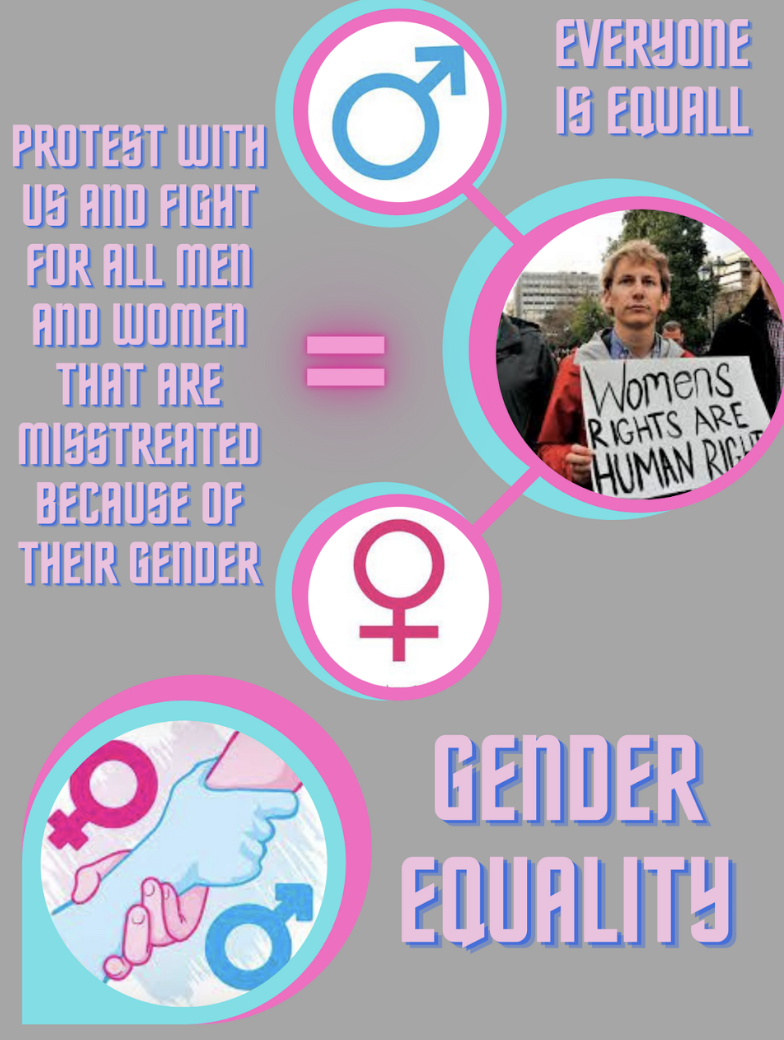 EVERYONE
IS EQUALL
PROTEST WITH
US AND FIGHT
FOR ALL MEN
AND WOMEN
THAT ARE
MISSTREATED
BECAUSE OF
THEIR GENDER
=
WOMENS
RIGHTS ARE
HUMAN RIGHT
GENDER
EQUALITY